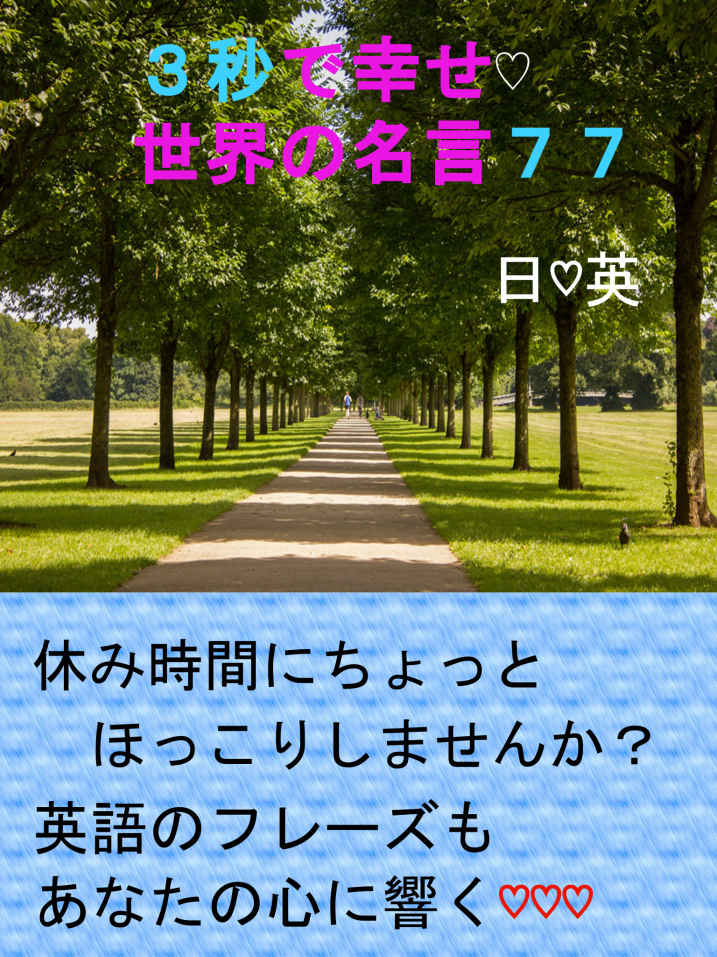 ３秒で幸せ♡
世界の名言７７
日♡英
休み時間にちょっと
ほっこりしませんか？
英語のフレーズも
あなたの心に響く♡♡♡